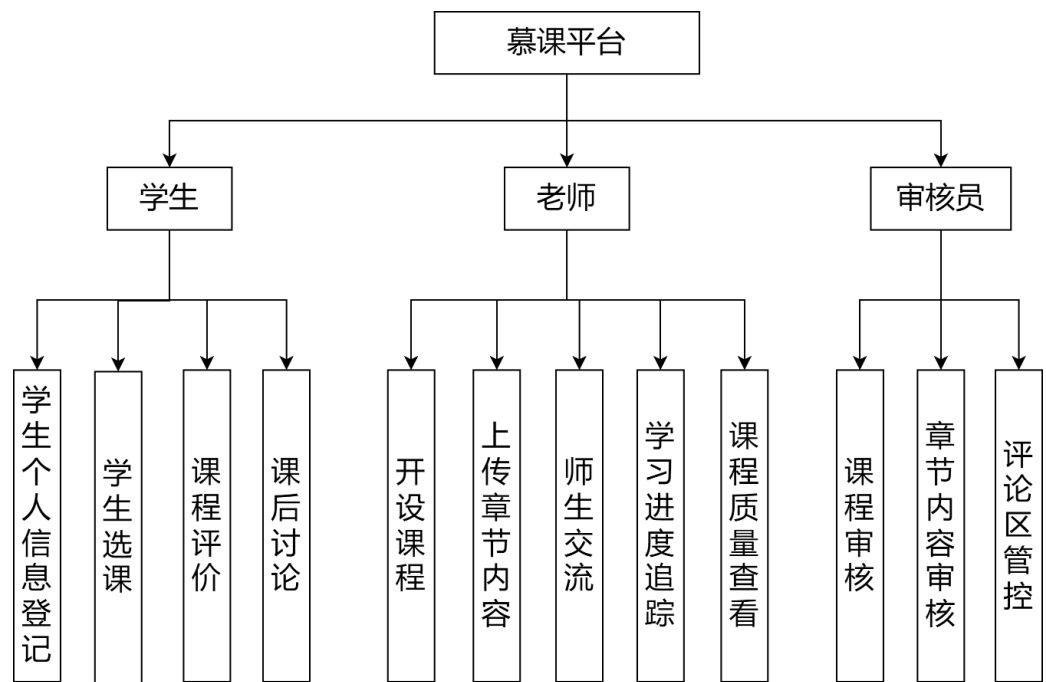 慕课平台
学生
老师
审核员
学生个人信息登记
学生选课
课程评价
课后讨论
开设课程
上传章节内容
师生交流
学习进度追踪
课程质量查看
课程审核
章节内容审核
评论区管控